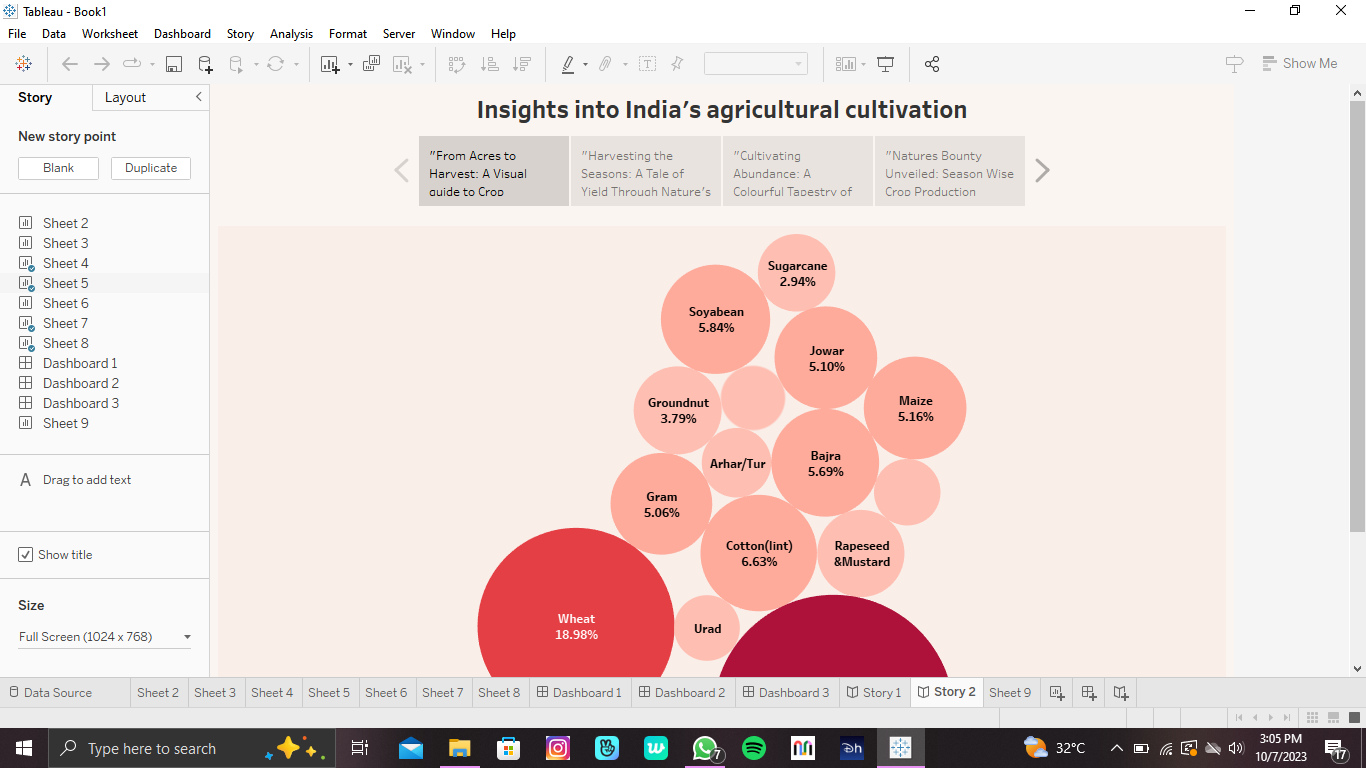 Tableau - Book1
File Data Worksheet Dashboard Story Analysis Format Server Window Help
Show Me
Story Layout
New story point
Blank Duplicate
Sheet 2
Sheet 3
Sheet 4
Sheet 5
Sheet 6
Sheet 7
Sheet 8
Dashboard 1
Dashboard 2
Dashboard 3
Sheet 9
A Drag to add text
Show title
Size
Full Screen (1024 x 768)
Insights into India's agricultural cultivation
"From Acres to
Harvest: A Visual
guide to Crop
"Harvesting the
Seasons: A Tale of
Yield Through Nature's
"Cultivating
Abundance: A
Colourful Tapestry of
"Natures Bounty
Unveiled: Season Wise
Crop Production
Sugarcane
2.94%
Soyabean
5.84%
Jowar
5.10%
Groundnut
3.79%
Maize
5.16%
Arhar/Tur
Bajra
5.69%
Gram
5.06%
Cotton(lint)
6.63%
Rapeseed
&Mustard
Wheat
18.98%
Urad
Data Source Sheet 2 Sheet 3 Sheet 4 Sheet 5 Sheet 6 Sheet 7 Sheet 8 Dashboard 1 Dashboard 2 Dashboard 3 Story 1 Story 2 Sheet 9
Type here to search
7
32°C
3:05 PM
10/7/2023
17